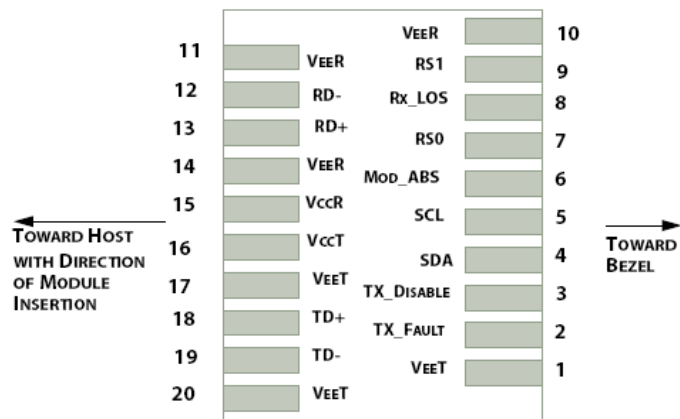 11 VEER
12 RD-
13 RD+
14 VEER
15 VCCR
16 VCCT
17 VEET
18 TD+
19 TD-
20 VEET
VEER 10
RS1 9
RX_LOS 8
RS0 7
MOD_ABS 6
SCL 5
SDA 4
TX_DISABLE 3
TX_FAULT 2
VEET 1
TOWARD HOST
WITH DIRECTION
OF MODULE
INSERTION
TOWARD
BEZEL